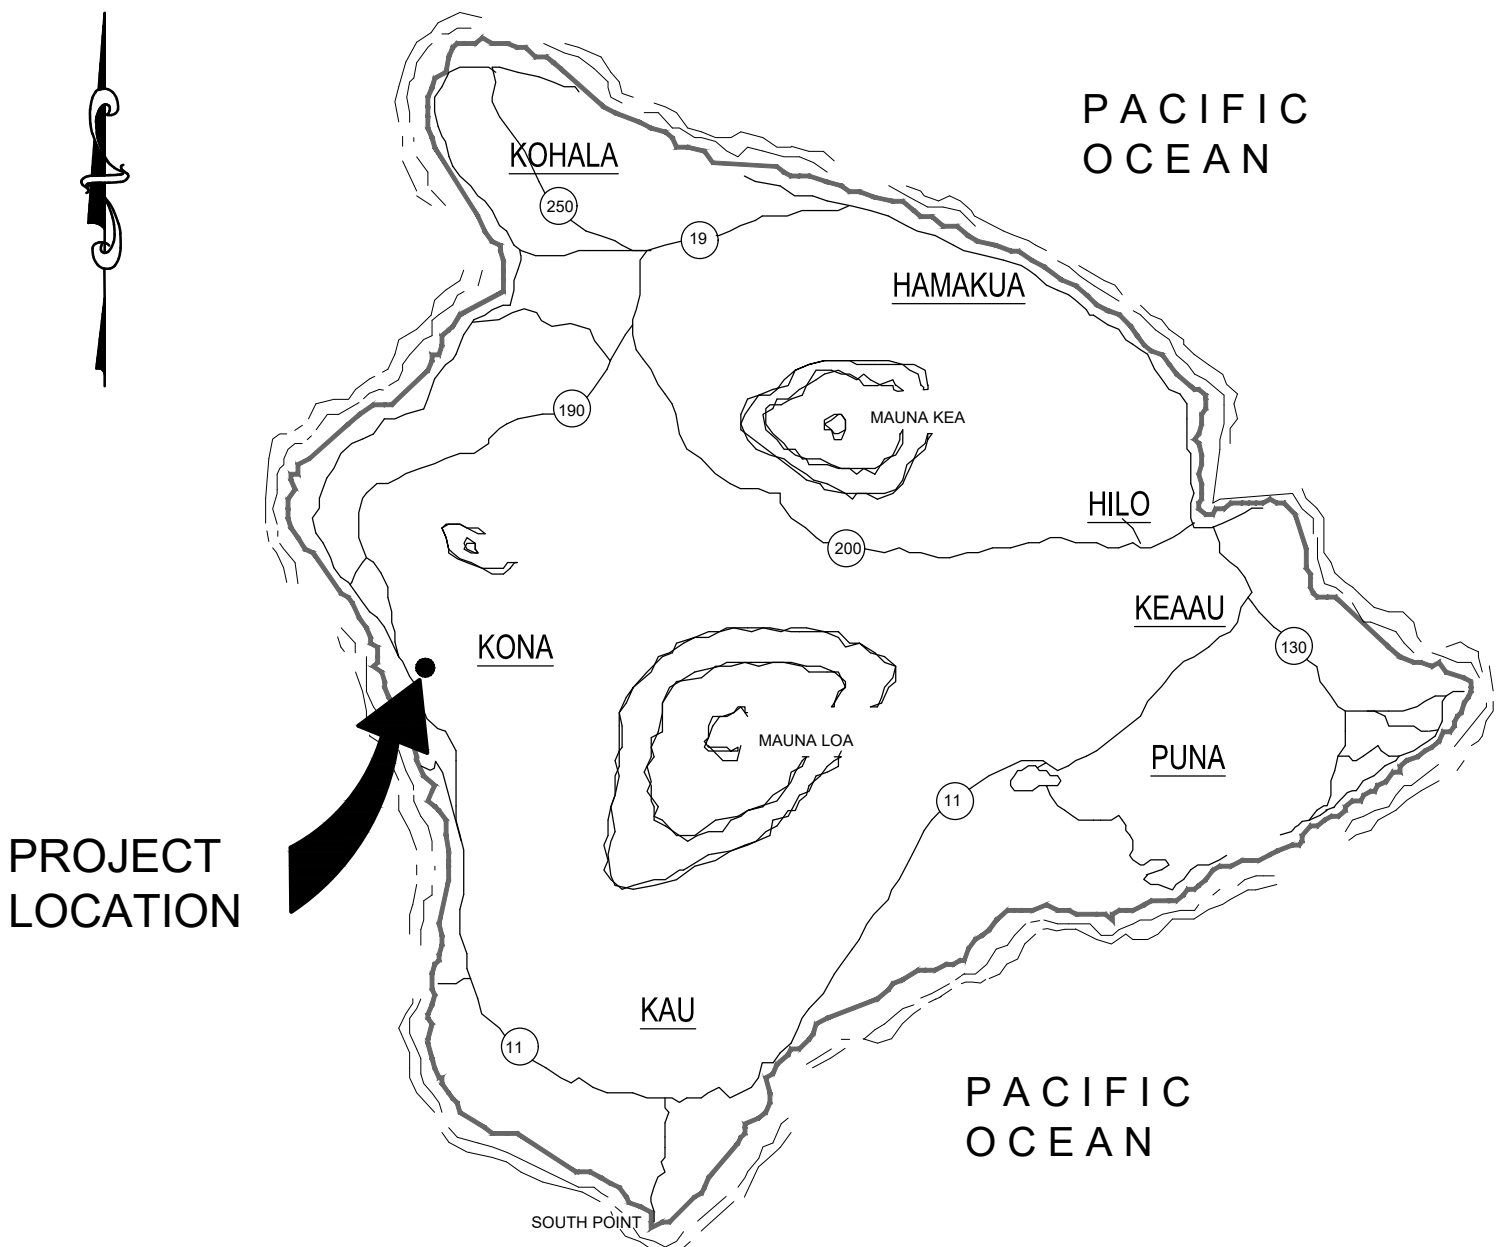 PACIFIC
OCEAN
KOHALA
250
19
HAMAKUA
190
MAUNA KEA
HILO
200
KEAAU
KONA
130
MAUNA LOA
PUNA
11
PROJECT
LOCATION
KAU
11
PACIFIC
OCEAN
SOUTH POINT